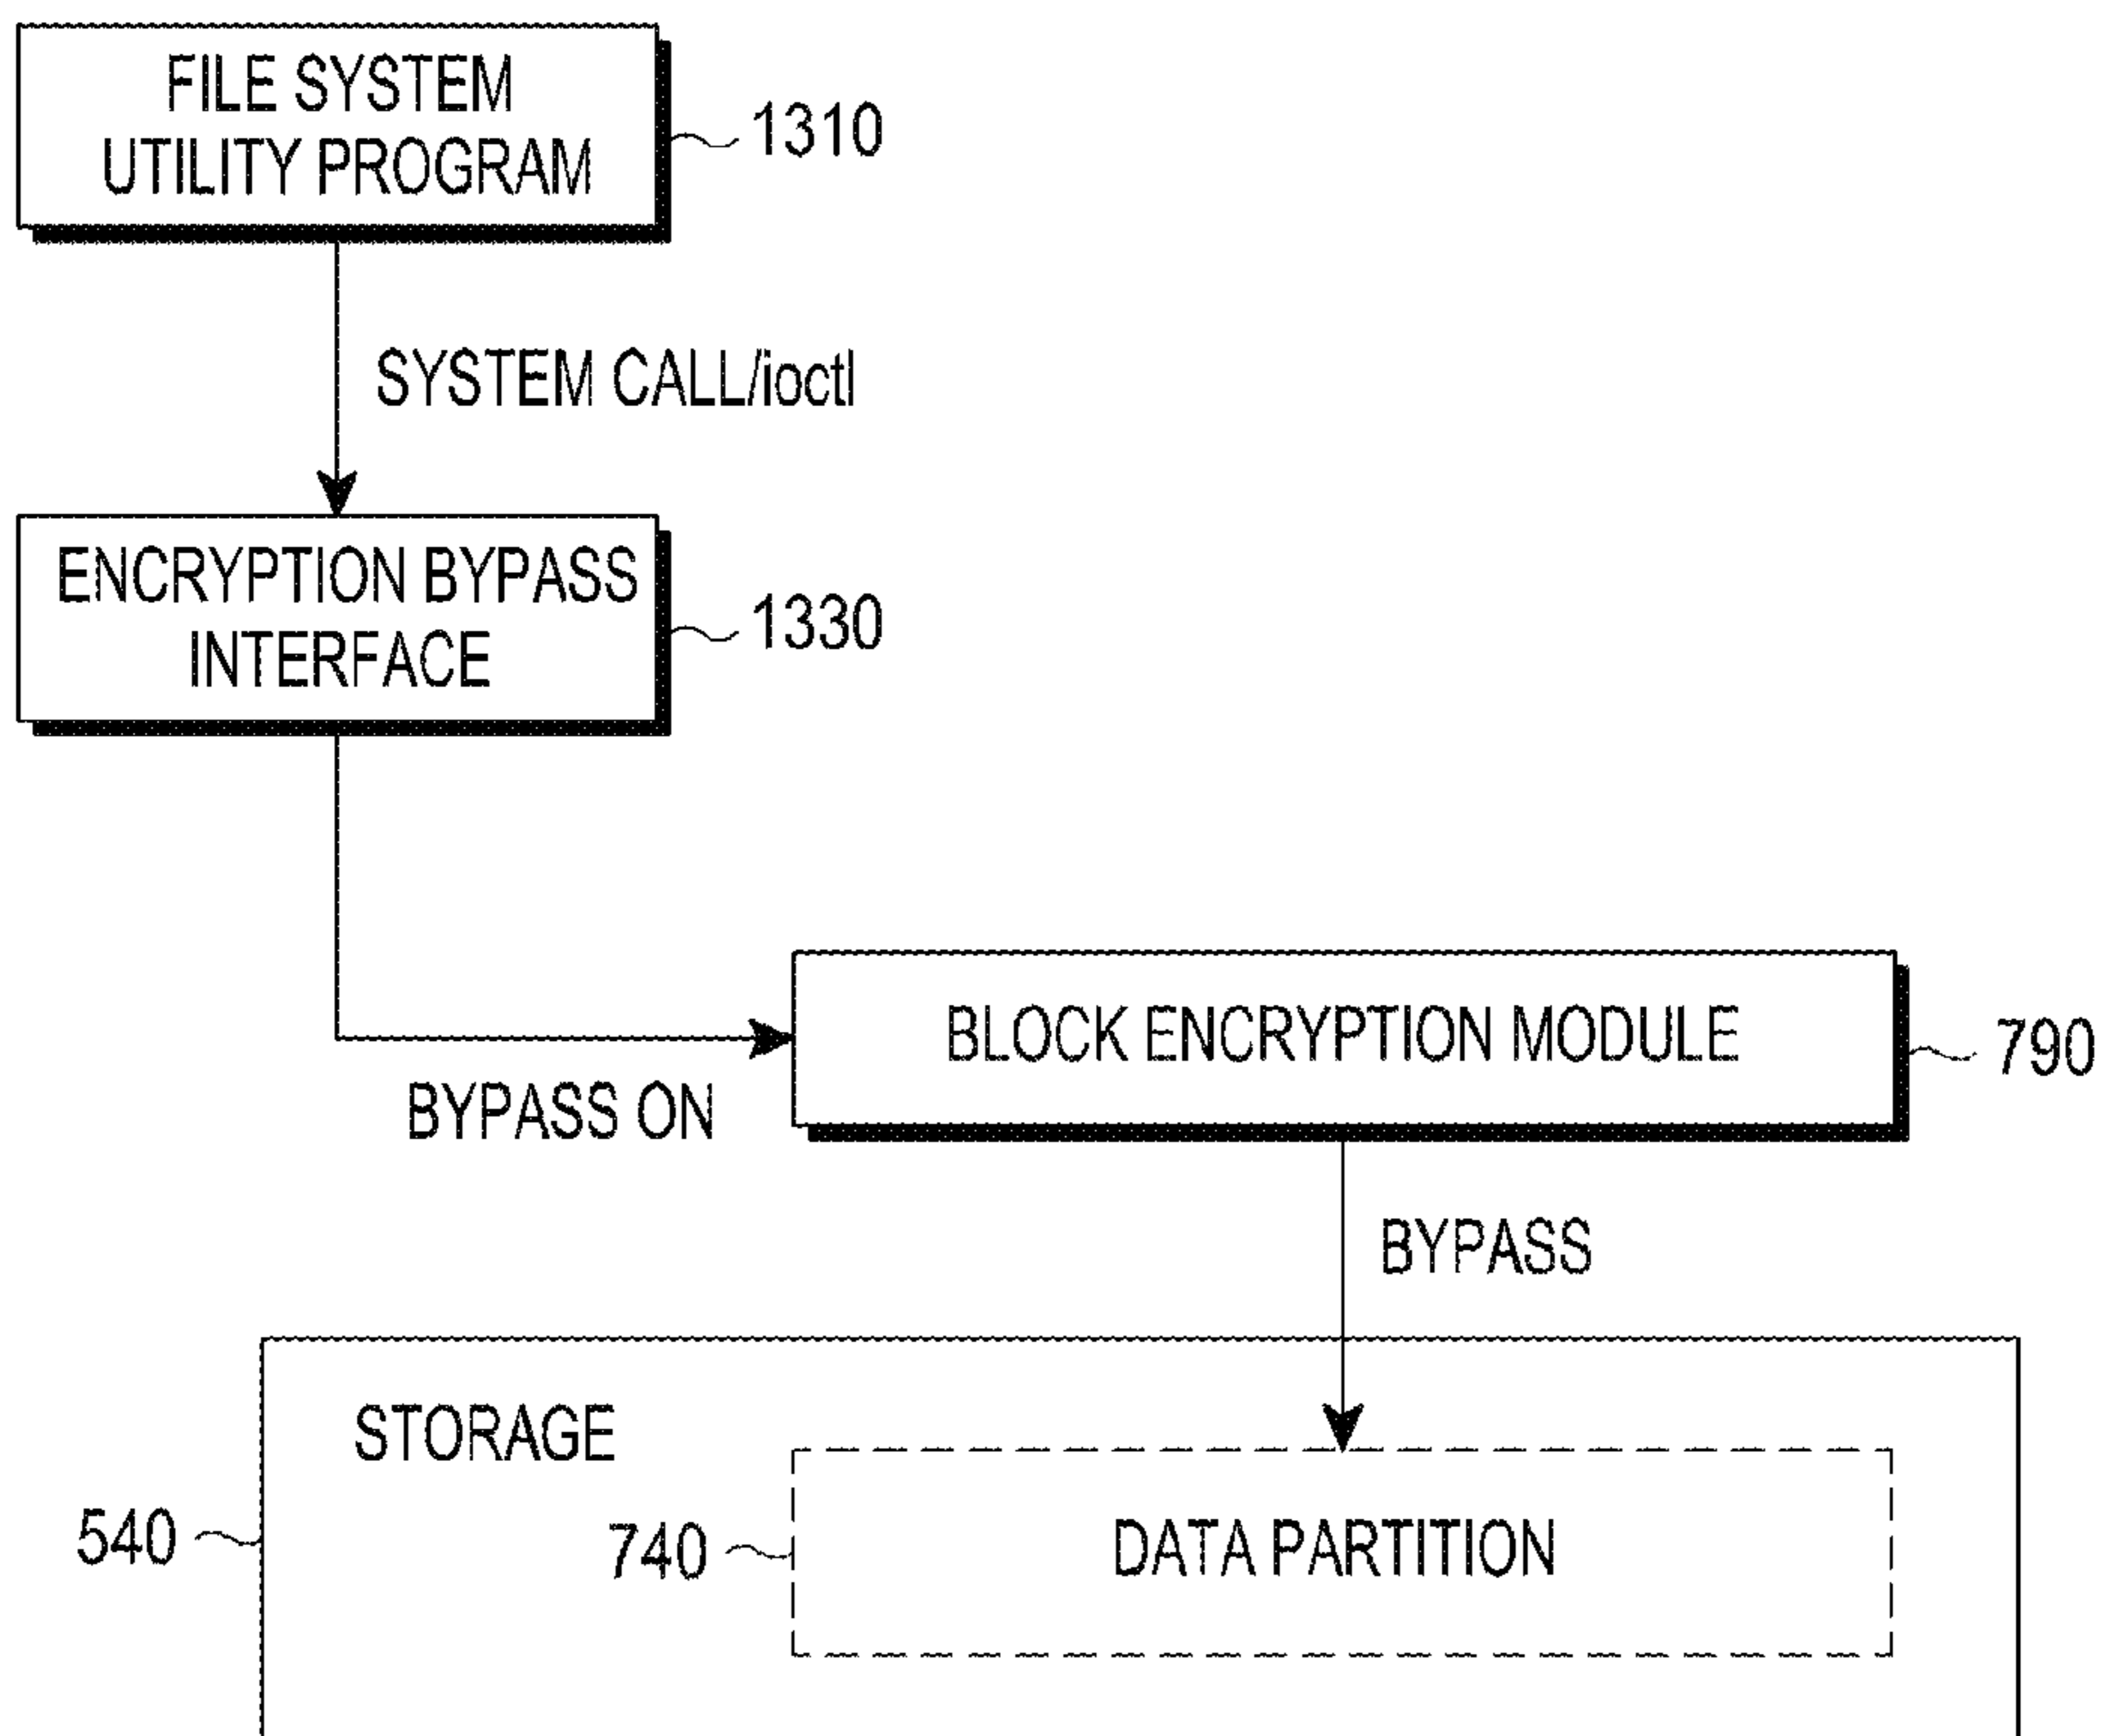 FILE SYSTEM
UTILITY PROGRAM
1310
SYSTEM CALL/ioctl
ENCRYPTION BYPASS
INTERFACE
1330
BLOCK ENCRYPTION MODULE
790
BYPASS ON
BYPASS
STORAGE
540
740
DATA PARTITION